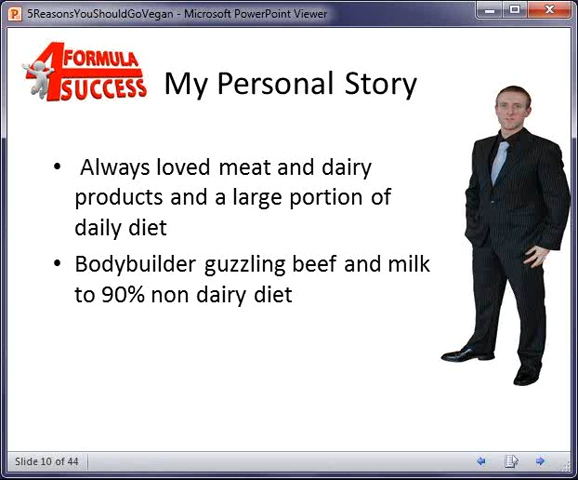 5ReasonsYouShouldGoVegan - Microsoft PowerPoint Viewer
4 FORMULA
SUCCESS
My Personal Story
• Always loved meat and dairy
products and a large portion of
daily diet
• Bodybuilder guzzling beef and milk
to 90% non dairy diet
Slide 10 of 44